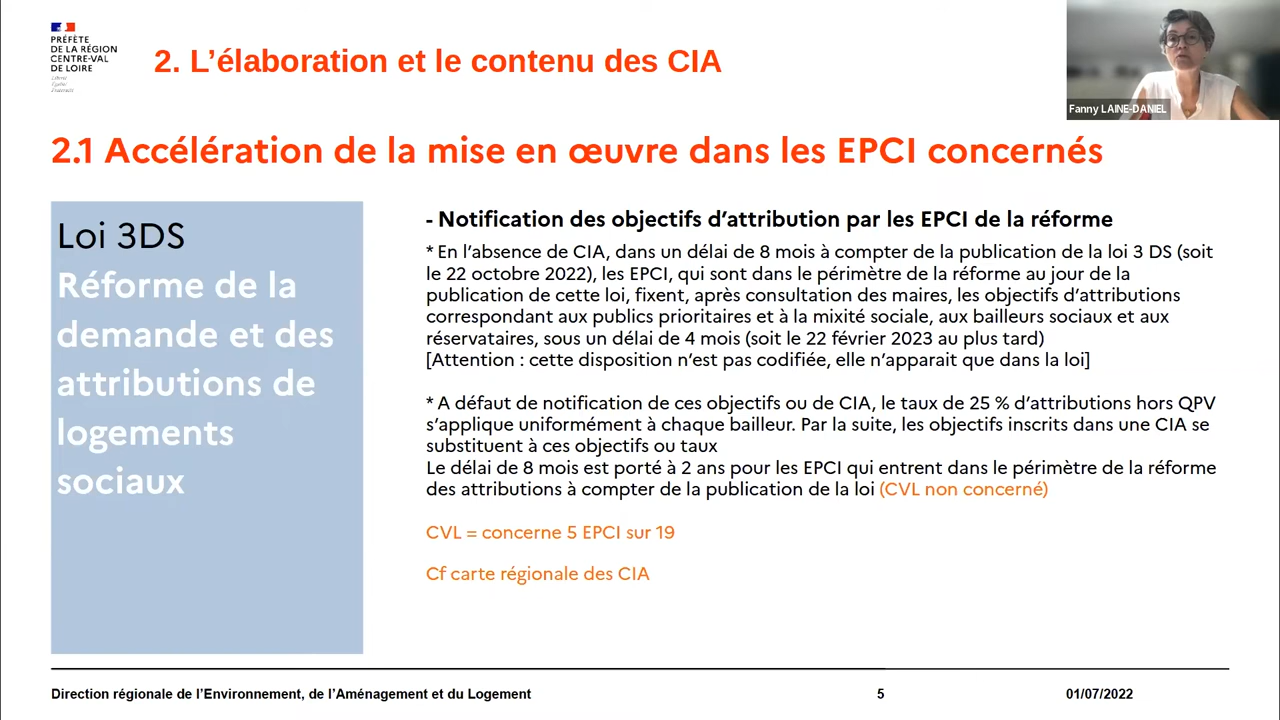 PRÉFÈTE
DE LA RÉGION
CENTRE-VAL
DE LOIRE
Liberté
Égalité
Fraternité
2. L’élaboration et le contenu des CIA
Fanny LAINE-DANIEL
2.1 Accélération de la mise en œuvre dans les EPCI concernés
Loi 3DS
Réforme de la
demande et des
attributions de
logements
sociaux
- Notification des objectifs d’attribution par les EPCI de la réforme
* En l’absence de CIA, dans un délai de 8 mois à compter de la publication de la loi 3 DS (soit
le 22 octobre 2022), les EPCI, qui sont dans le périmètre de la réforme au jour de la
publication de cette loi, fixent, après consultation des maires, les objectifs d’attributions
correspondant aux publics prioritaires et à la mixité sociale, aux bailleurs sociaux et aux
réservataires, sous un délai de 4 mois (soit le 22 février 2023 au plus tard)
[Attention : cette disposition n’est pas codifiée, elle n’apparait que dans la loi]
* A défaut de notification de ces objectifs ou de CIA, le taux de 25 % d’attributions hors QPV
s’applique uniformément à chaque bailleur. Par la suite, les objectifs inscrits dans une CIA se
substituent à ces objectifs ou taux
Le délai de 8 mois est porté à 2 ans pour les EPCI qui entrent dans le périmètre de la réforme
des attributions à compter de la publication de la loi (CVL non concerné)
CVL = concerne 5 EPCI sur 19
Cf carte régionale des CIA
Direction régionale de l’Environnement, de l’Aménagement et du Logement
5
01/07/2022